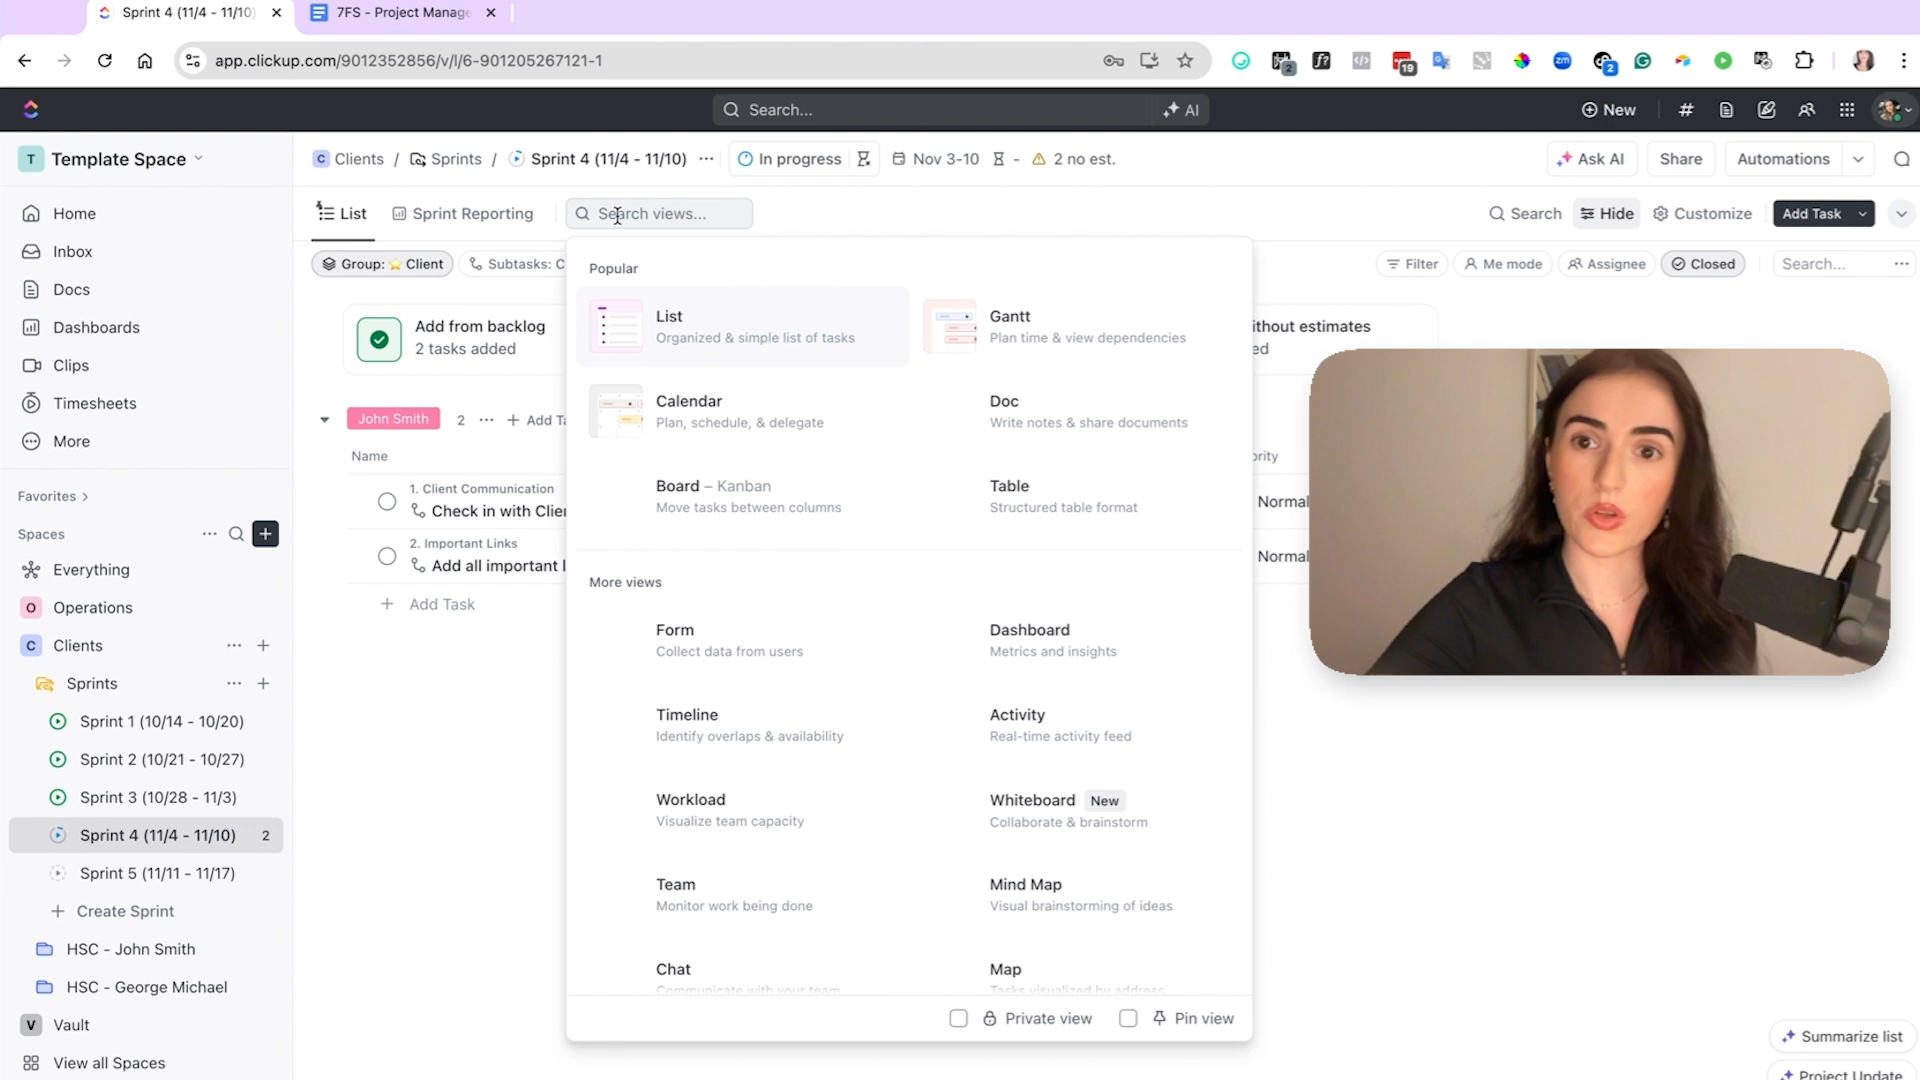 Sprint 4 (11/4 - 11/10)
7FS - Project Manage
app.clickup.com/9012352856/v/l/6-901205267121-1
2
19
zm
2
Search...
AI
New
T
Template Space
C Clients / Sprints / Sprint 4 (11/4 - 11/10)
In progress
Nov 3-10
-
2 no est.
Ask AI
Share
Automations
Home
Inbox
Docs
Dashboards
Clips
Timesheets
More
Favorites
Spaces
Everything
O Operations
C Clients
Sprints
Sprint 1 (10/14 - 10/20)
Sprint 2 (10/21 - 10/27)
Sprint 3 (10/28 - 11/3)
Sprint 4 (11/4 - 11/10) 2
Sprint 5 (11/11 - 11/17)
Create Sprint
HSC - John Smith
HSC - George Michael
V Vault
View all Spaces
List
Sprint Reporting
Search views...
Search
Hide
Customize
Add Task
Group: ⭐ Client
Subtasks: C
Filter
Me mode
Assignee
Closed
Search...
Add from backlog
2 tasks added
ithout estimates
ed
John Smith 2
+ Add Ta
Name
ority
1. Client Communication
Check in with Clien
Normal
2. Important Links
Add all important l
Normal
+ Add Task
Popular
List
Organized & simple list of tasks
Gantt
Plan time & view dependencies
Calendar
Plan, schedule, & delegate
Doc
Write notes & share documents
Board – Kanban
Move tasks between columns
Table
Structured table format
More views
Form
Collect data from users
Dashboard
Metrics and insights
Timeline
Identify overlaps & availability
Activity
Real-time activity feed
Workload
Visualize team capacity
Whiteboard New
Collaborate & brainstorm
Team
Monitor work being done
Mind Map
Visual brainstorming of ideas
Chat
Communicate with your team
Map
Tasks visualized by address
Private view
Pin view
Summarize list
Project Update